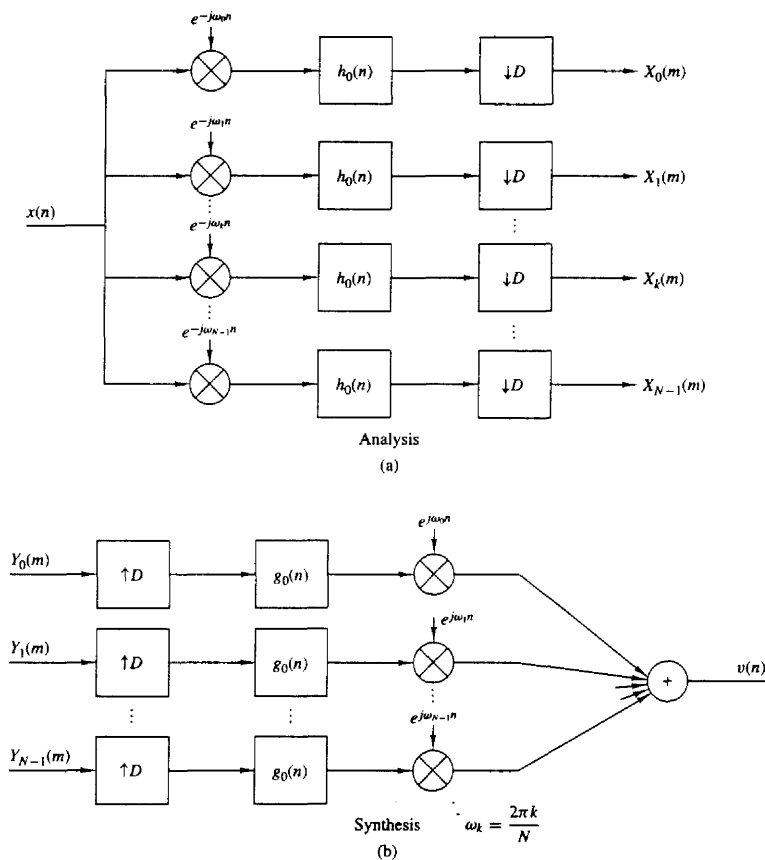 e^{-jω_0 n}
h_0(n) ↓D X_0(m)
e^{-jω_1 n}
h_0(n) ↓D X_1(m)
x(n)
e^{-jω_k n}
h_0(n) ↓D X_k(m)
e^{-jω_{N-1} n}
h_0(n) ↓D X_{N-1}(m)
Analysis
(a)
e^{jω_0 n}
Y_0(m) ↑D g_0(n)
e^{jω_1 n}
Y_1(m) ↑D g_0(n)
+ v(n)
e^{jω_{N-1} n}
Y_{N-1}(m) ↑D g_0(n)
Synthesis ω_k = 2πk/N
(b)